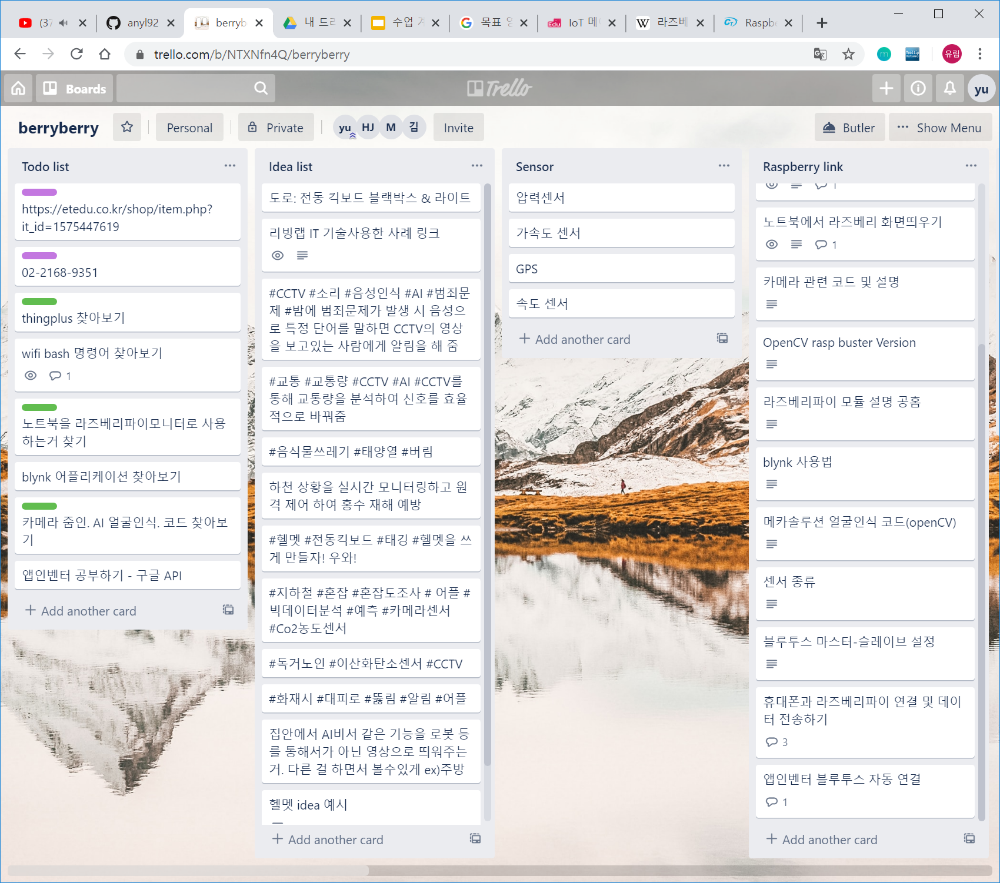 (37
anyl92
berryb
내 드라
수업 계
목표 영
IoT 메
라즈베
Raspbe
trello.com/b/NTXNfn4Q/berryberry
유림
Boards
Trello
yu
berryberry
Personal
Private
yu HJ M 김
Invite
Butler
Show Menu
Todo list
https://etedu.co.kr/shop/item.php?
it_id=1575447619
02-2168-9351
thingplus 찾아보기
wifi bash 명령어 찾아보기
1
노트북을 라즈베리파이모니터로 사용
하는거 찾기
blynk 어플리케이션 찾아보기
카메라 줌인. AI 얼굴인식. 코드 찾아보
기
앱인벤터 공부하기 - 구글 API
Add another card
Idea list
도로: 전동 킥보드 블랙박스 & 라이트
리빙랩 IT 기술사용한 사례 링크
#CCTV #소리 #음성인식 #AI #범죄문
제 #밤에 범죄문제가 발생 시 음성으
로 특정 단어를 말하면 CCTV의 영상
을 보고있는 사람에게 알림을 해 줌
#교통 #교통량 #CCTV #AI #CCTV를
통해 교통량을 분석하여 신호를 효율
적으로 바꿔줌
#음식물쓰레기 #태양열 #버림
하천 상황을 실시간 모니터링하고 원
격 제어 하여 홍수 재해 예방
#헬멧 #전동킥보드 #태깅 #헬멧을 쓰
게 만들자! 우와!
#지하철 #혼잡 #혼잡도조사 # 어플 #
빅데이터분석 #예측 #카메라센서
#Co2농도센서
#독거노인 #이산화탄소센서 #CCTV
#화재시 #대피로 #뚫림 #알림 #어플
집안에서 AI비서 같은 기능을 로봇 등
를 통해서가 아닌 영상으로 띄워주는
거. 다른 걸 하면서 볼수있게 ex)주방
헬멧 idea 예시
Add another card
Sensor
압력센서
가속도 센서
GPS
속도 센서
Add another card
Raspberry link
1
노트북에서 라즈베리 화면띄우기
1
카메라 관련 코드 및 설명
OpenCV rasp buster Version
라즈베리파이 모듈 설명 공홈
blynk 사용법
메카솔루션 얼굴인식 코드(openCV)
센서 종류
블루투스 마스터-슬레이브 설정
휴대폰과 라즈베리파이 연결 및 데이
터 전송하기
3
앱인벤터 블루투스 자동 연결
1
Add another card